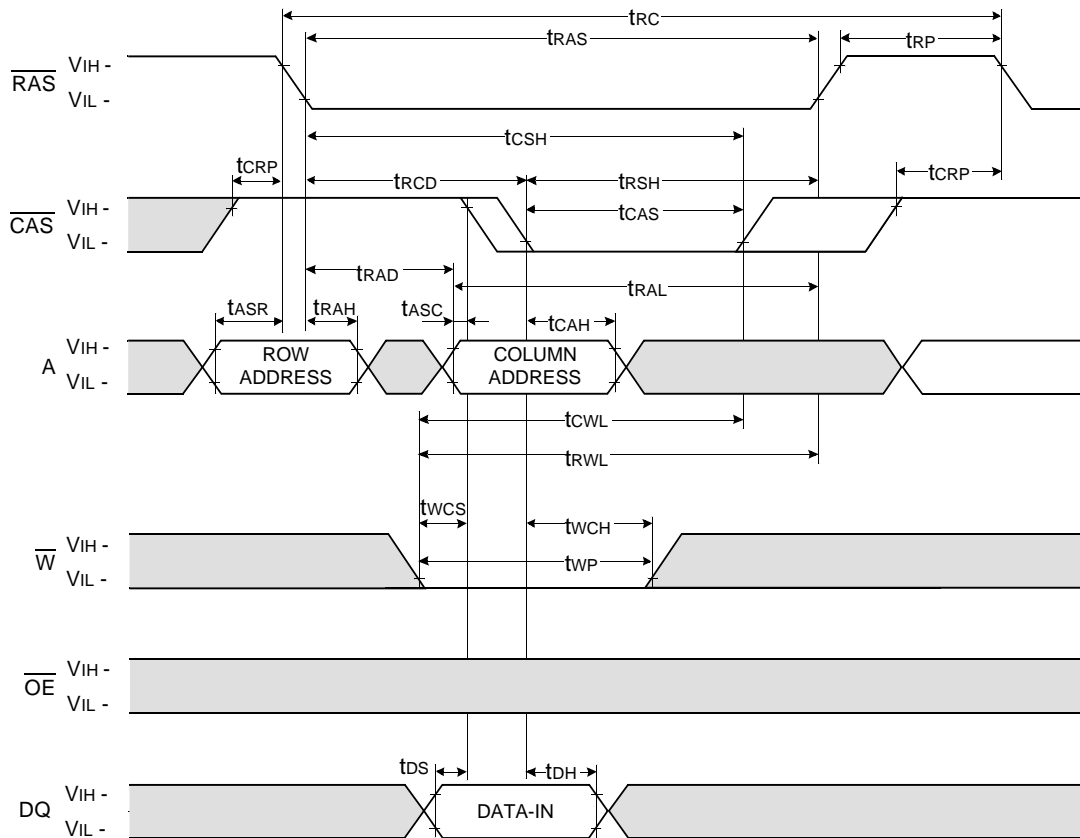 tRC
tRAS
tRP
RAS
VIH -
VIL -
tCSH
tCRP
tRCD
tRSH
tCRP
CAS
VIH -
VIL -
tCAS
tRAD
tRAL
tASR
tRAH
tASC
tCAH
A
VIH -
VIL -
ROW
ADDRESS
COLUMN
ADDRESS
tCWL
tRWL
tWCS
tWCH
W
VIH -
VIL -
tWP
OE
VIH -
VIL -
tDS
tDH
DQ
VIH -
VIL -
DATA-IN